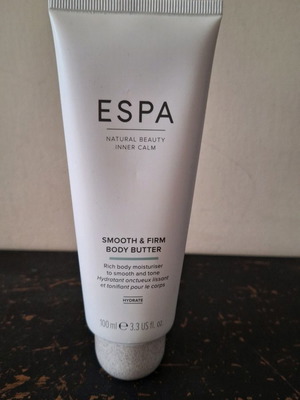 ESPA
NATURAL BEAUTY
INNER CALM
SMOOTH & FIRM
BODY BUTTER
Rich body moisturiser
to smooth and tone
Hydratant onctueux lissant
et tonifiant pour le corps
HYDRATE
100 ml ℮ 3.3 US fl. oz